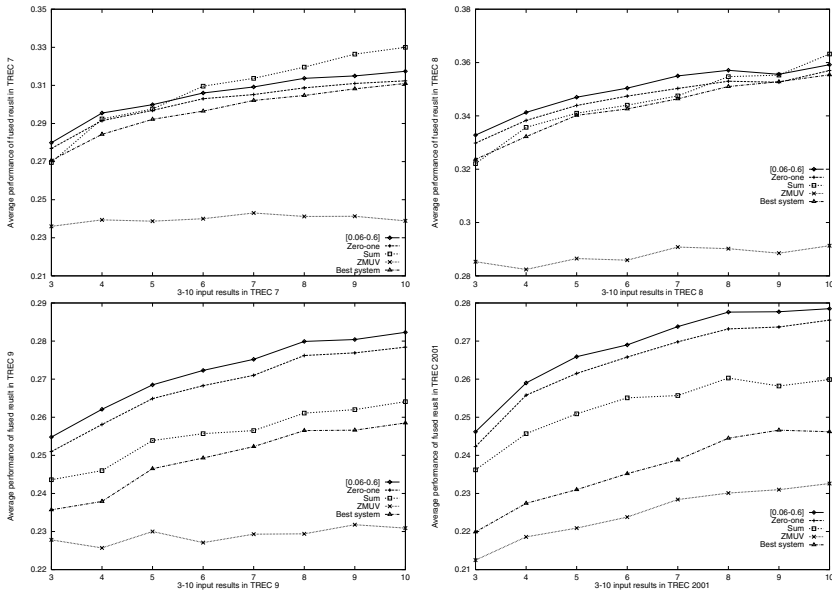 Average performance of fused reuslt in TREC 7
0.35
0.33
0.31
0.29
0.27
0.25
0.23
0.21
[0.06-0.6]
Zero-one
Sum
ZMUV
Best system
3 4 5 6 7 8 9 10
3-10 input results in TREC 7
Average performance of fused reuslt in TREC 8
0.38
0.36
0.34
0.32
0.3
0.28
[0.06-0.6]
Zero-one
Sum
ZMUV
Best system
3 4 5 6 7 8 9 10
3-10 input results in TREC 8
Average performance of fused reuslt in TREC 9
0.29
0.28
0.27
0.26
0.25
0.24
0.23
0.22
[0.06-0.6]
Zero-one
Sum
ZMUV
Best system
3 4 5 6 7 8 9 10
3-10 input results in TREC 9
Average performance of fused reuslt in TREC 2001
0.28
0.27
0.26
0.25
0.24
0.23
0.22
0.21
[0.06-0.6]
Zero-one
Sum
ZMUV
Best system
3 4 5 6 7 8 9 10
3-10 input results in TREC 2001